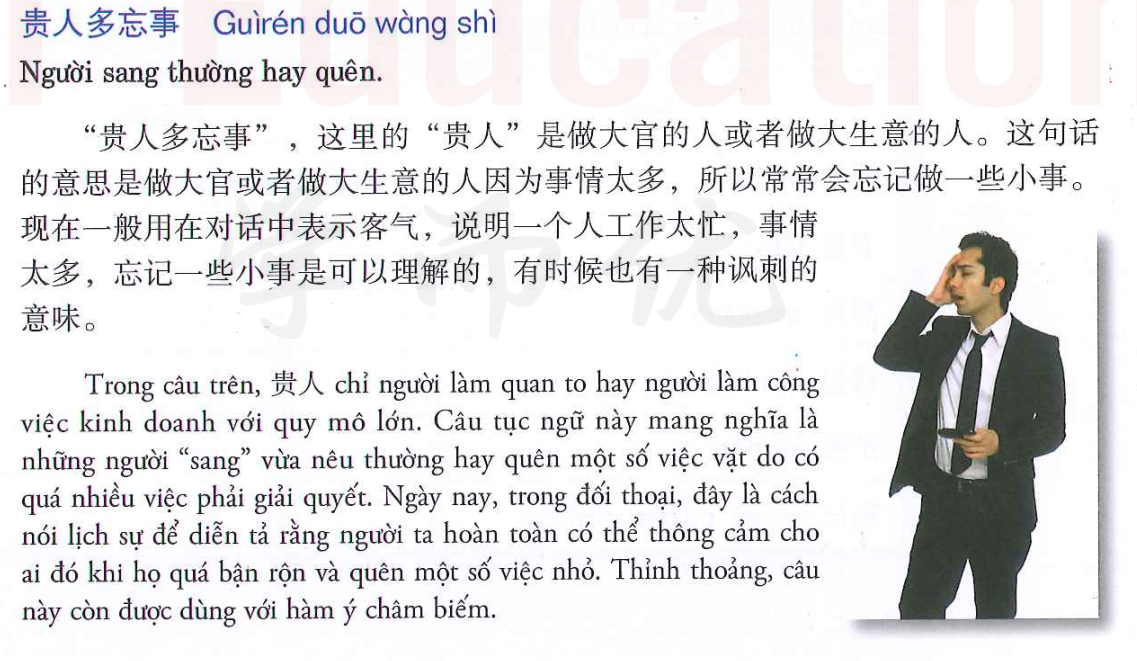 贵人多忘事 Guìrén duō wàng shì
Người sang thường hay quên.
“贵人多忘事”，这里的“贵人”是做大官的人或者做大生意的人。这句话
的意思是做大官或者做大生意的人因为事情太多，所以常常会忘记做一些小事。
现在一般用在对话中表示客气，说明一个人工作太忙，事情
太多，忘记一些小事是可以理解的，有时候也有一种讽刺的
意味。
Trong câu trên, 贵人 chỉ người làm quan to hay người làm công
việc kinh doanh với quy mô lớn. Câu tục ngữ này mang nghĩa là
những người “sang” vừa nêu thường hay quên một số việc vặt do có
quá nhiều việc phải giải quyết. Ngày nay, trong đối thoại, đây là cách
nói lịch sự để diễn tả rằng người ta hoàn toàn có thể thông cảm cho
ai đó khi họ quá bận rộn và quên một số việc nhỏ. Thỉnh thoảng, câu
này còn được dùng với hàm ý châm biếm.